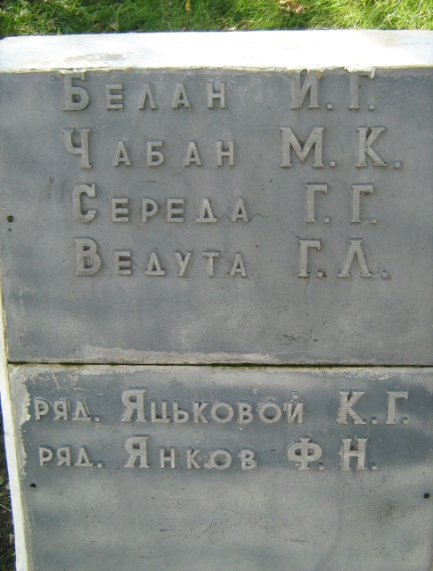 Белан И. Г.
Чабан М. К.
Середа Г. Г.
Ведута Г. Л.
ряд. Яцьковой К. Г.
ряд. Янков Ф. Н.